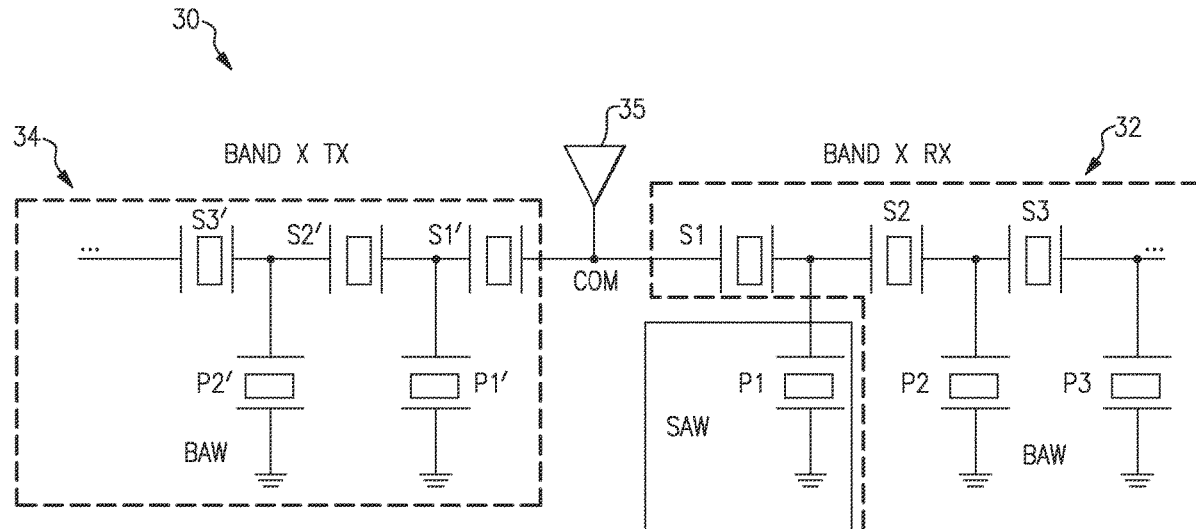 30
34
BAND X TX
35
BAND X RX
32
... S3' S2' S1' COM S1 S2 S3 ...
P2' P1' P1 P2 P3
BAW SAW BAW